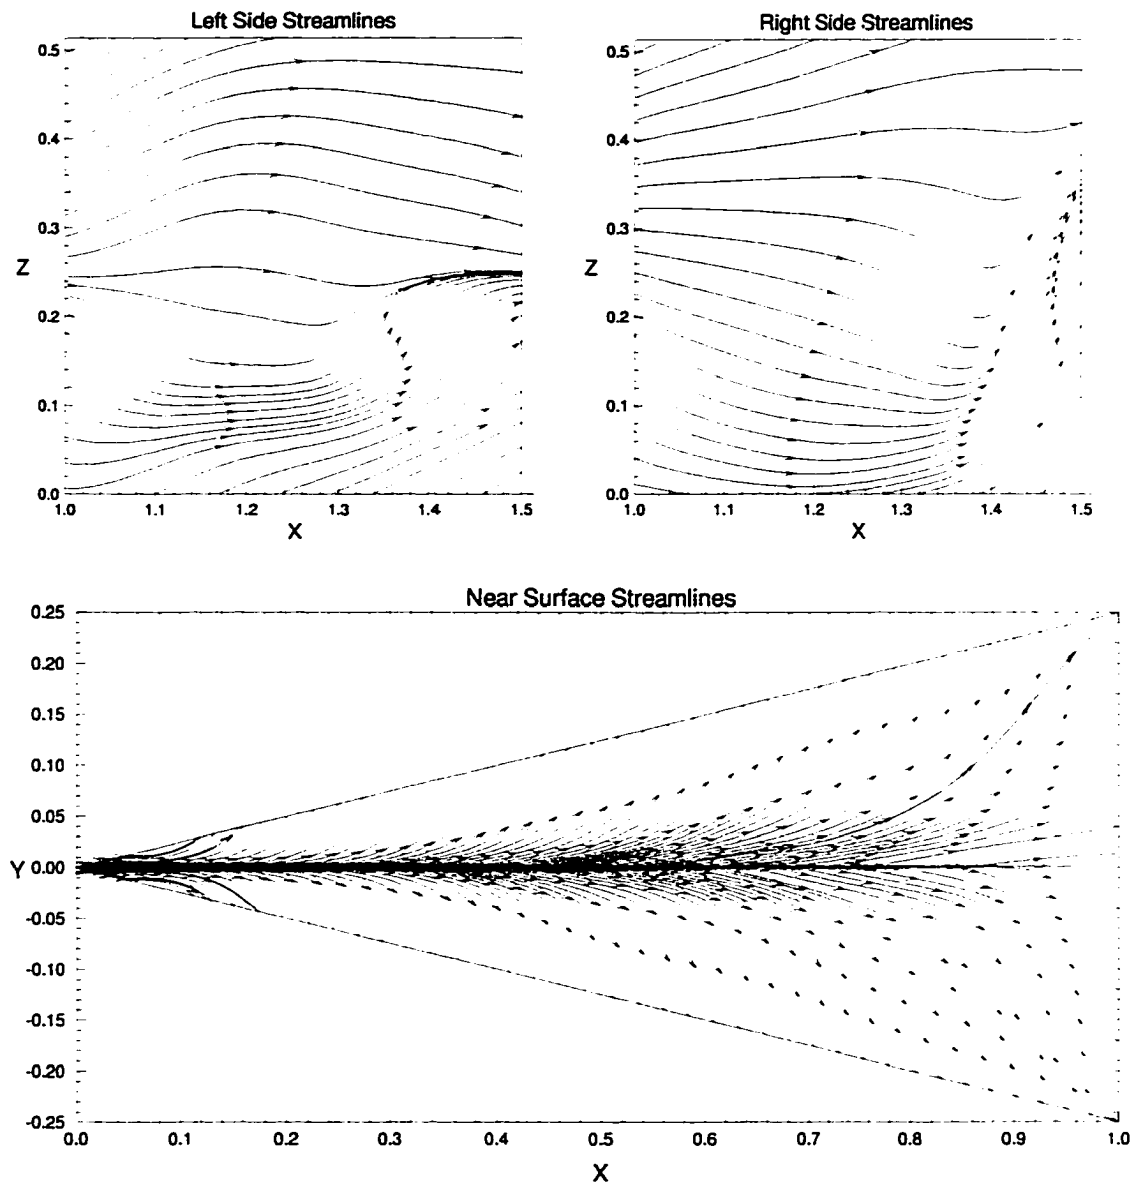 Left Side Streamlines
0.5
0.4
0.3
Z
0.2
0.1
0.0
1.0 1.1 1.2 1.3 1.4 1.5
X
Right Side Streamlines
0.5
0.4
0.3
Z
0.2
0.1
0.0
1.0 1.1 1.2 1.3 1.4 1.5
X
Near Surface Streamlines
0.25
0.20
0.15
0.10
0.05
Y 0.00
-0.05
-0.10
-0.15
-0.20
-0.25
0.0 0.1 0.2 0.3 0.4 0.5 0.6 0.7 0.8 0.9 1.0
X